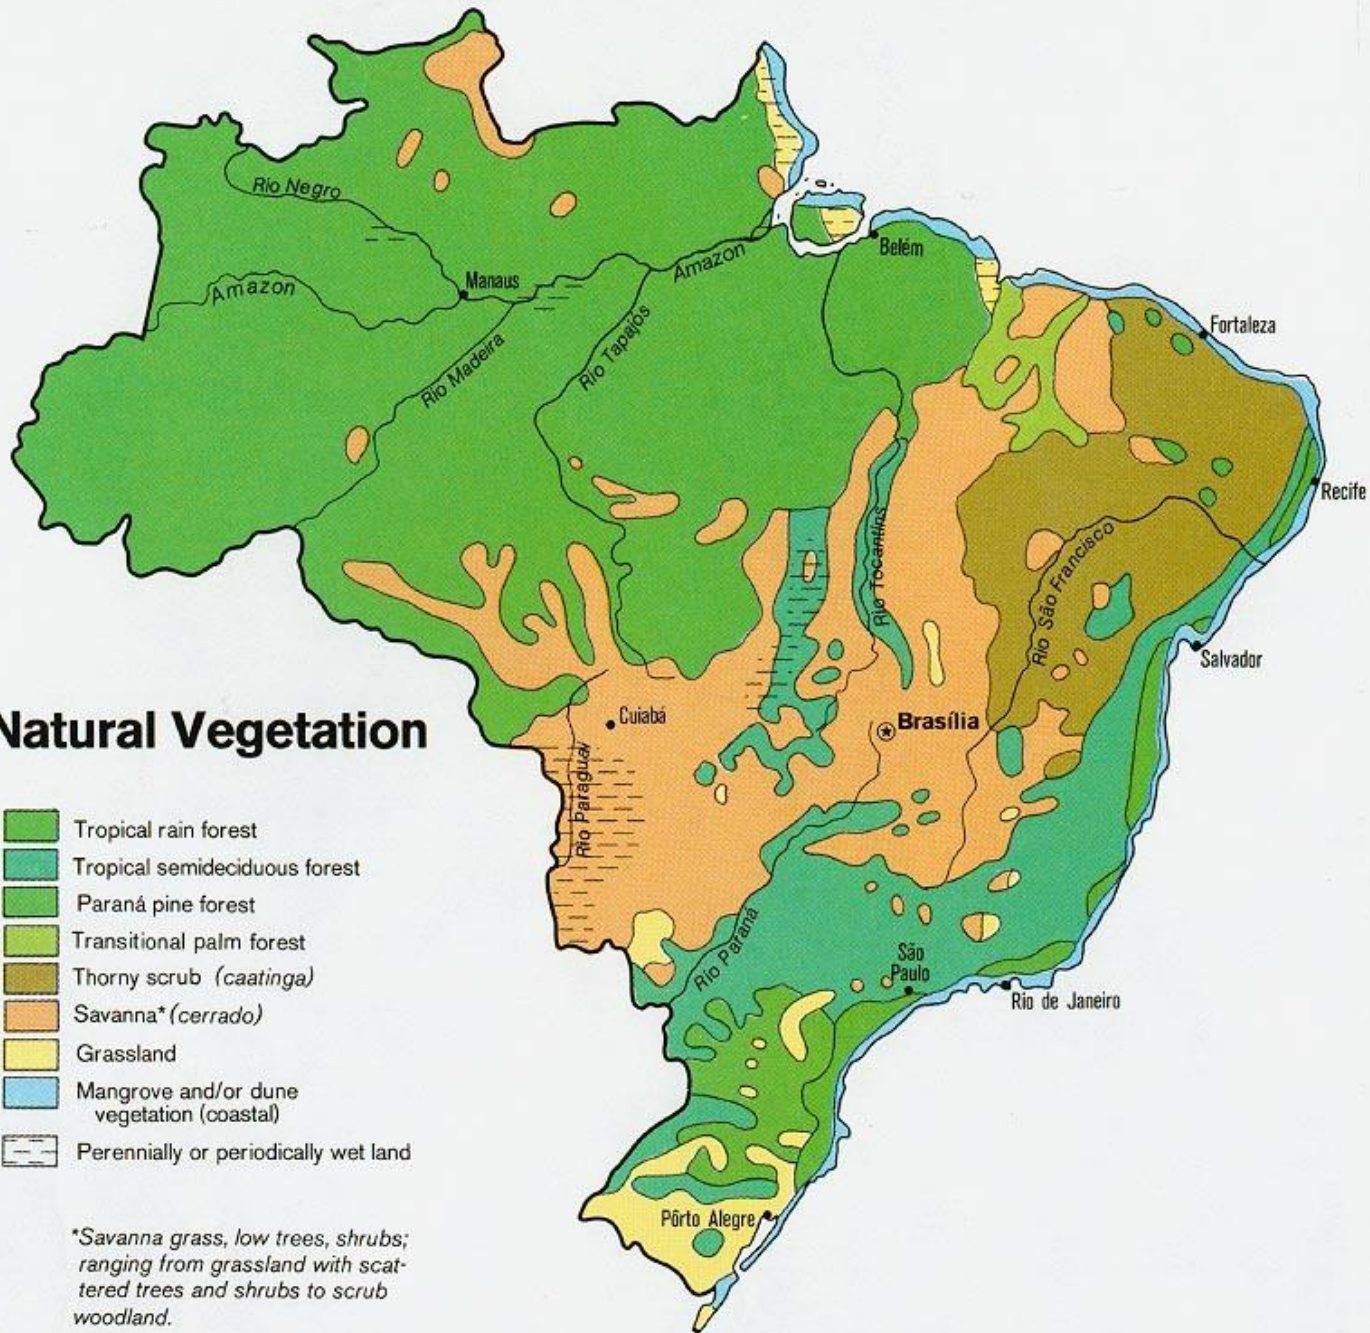 Rio Negro
Amazon
Manaus
Amazon
Belém
Rio Madeira
Rio Tapajós
Fortaleza
Recife
Rio Tocantins
Rio São Francisco
Salvador
Cuiabá
Brasília
Rio Paraguai
Natural Vegetation
Tropical rain forest
Tropical semideciduous forest
Paraná pine forest
Transitional palm forest
Thorny scrub (caatinga)
Savanna* (cerrado)
Grassland
Mangrove and/or dune
vegetation (coastal)
Perennially or periodically wet land
Rio Paraná
São
Paulo
Rio de Janeiro
Pôrto Alegre
*Savanna grass, low trees, shrubs;
ranging from grassland with scat-
tered trees and shrubs to scrub
woodland.